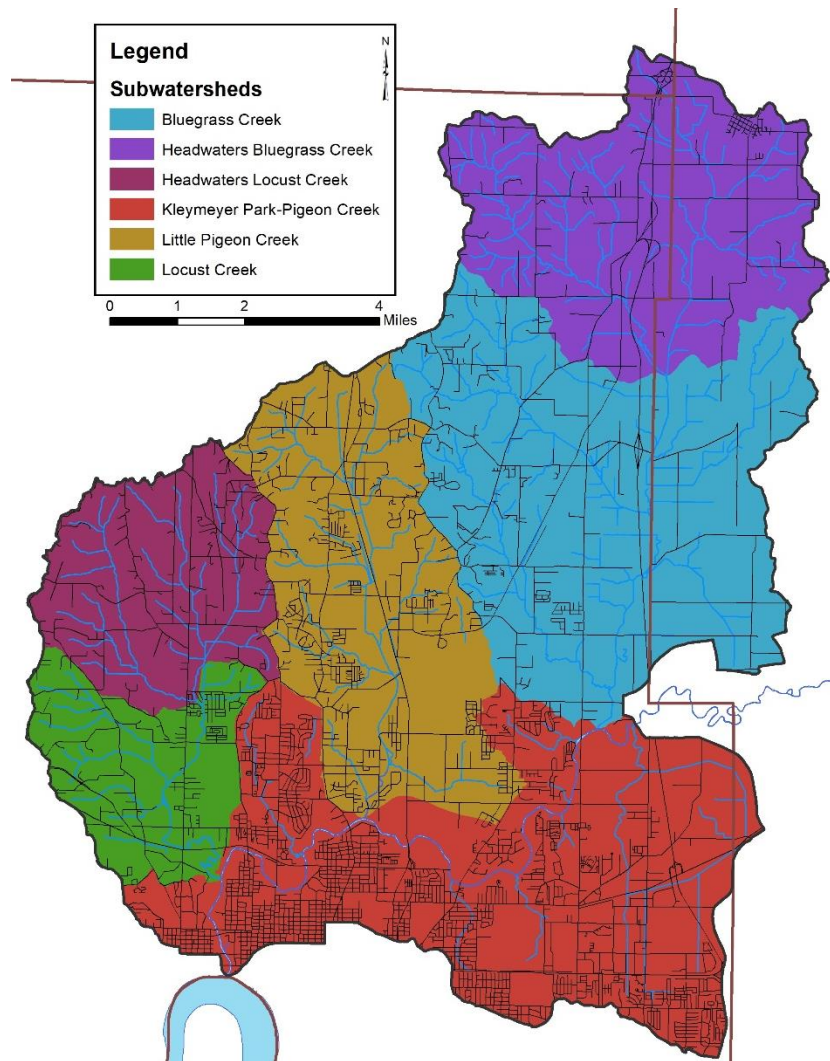 Legend
N
Subwatersheds
Bluegrass Creek
Headwaters Bluegrass Creek
Headwaters Locust Creek
Kleymeyer Park-Pigeon Creek
Little Pigeon Creek
Locust Creek
0 1 2 4
Miles